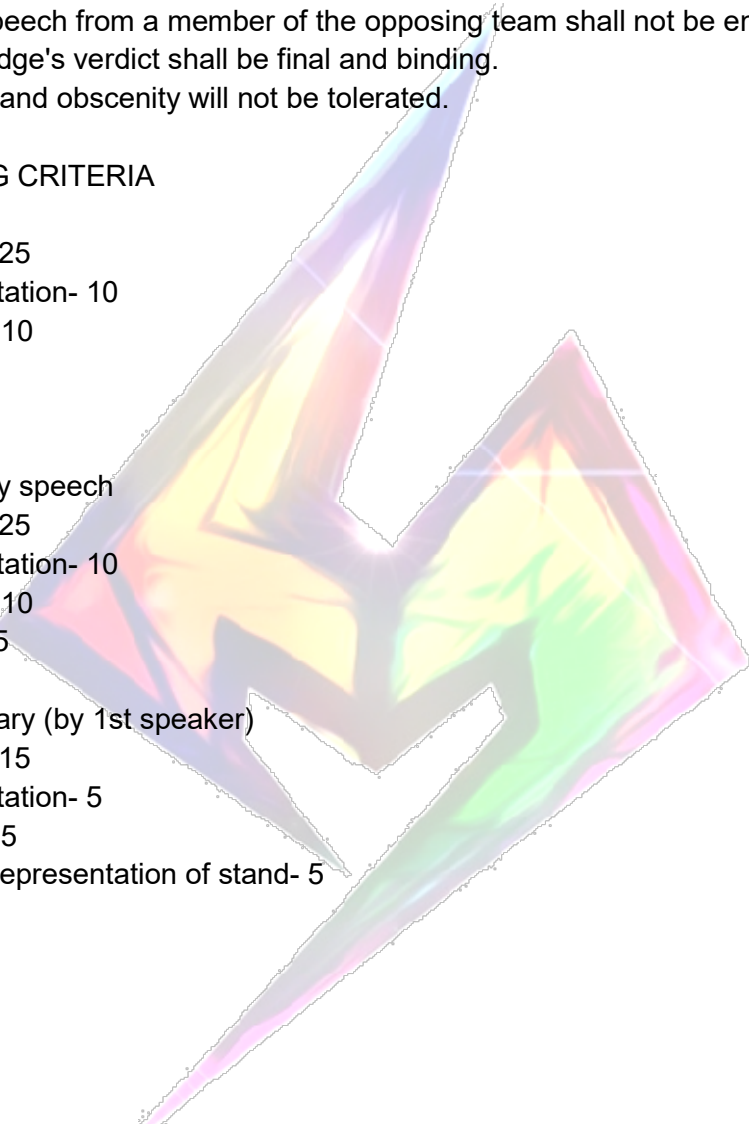 peech from a member of the opposing team shall not be
dge's verdict shall be final and binding.
and obscenity will not be tolerated.
G CRITERIA
25
tation- 10
10
y speech
25
tation- 10
10
5
ary (by 1st speaker)
15
tation- 5
5
epresentation of stand- 5